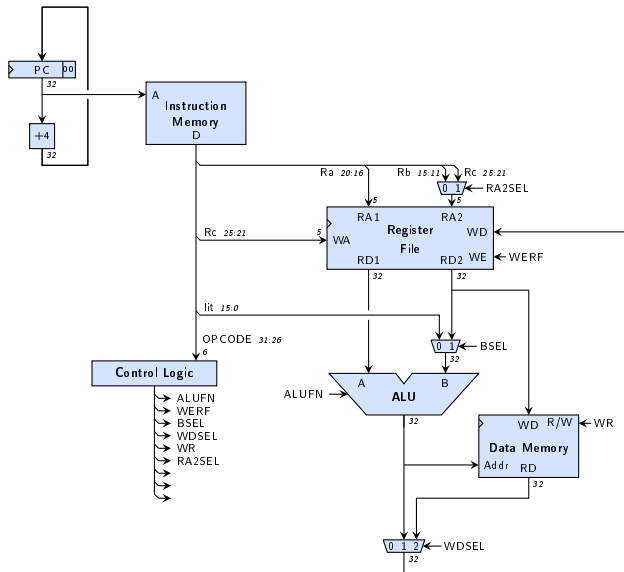 PC 00
32
+4
32
A
Instruction
Memory
D
Ra 20:16
Rb 15:11
Rc 25:21
0 1
RA2SEL
5
5
RA1
RA2
Register
File
WD
Rc 25:21
5
WA
RD1
RD2
WE
WERF
32
32
lit 15:0
OPCODE 31:26
6
0 1
BSEL
32
Control Logic
ALUFN
WERF
BSEL
WDSEL
WR
RA2SEL
ALUFN
A
B
ALU
32
WD
R/W
WR
Data Memory
Addr
RD
32
0 1 2
WDSEL
32